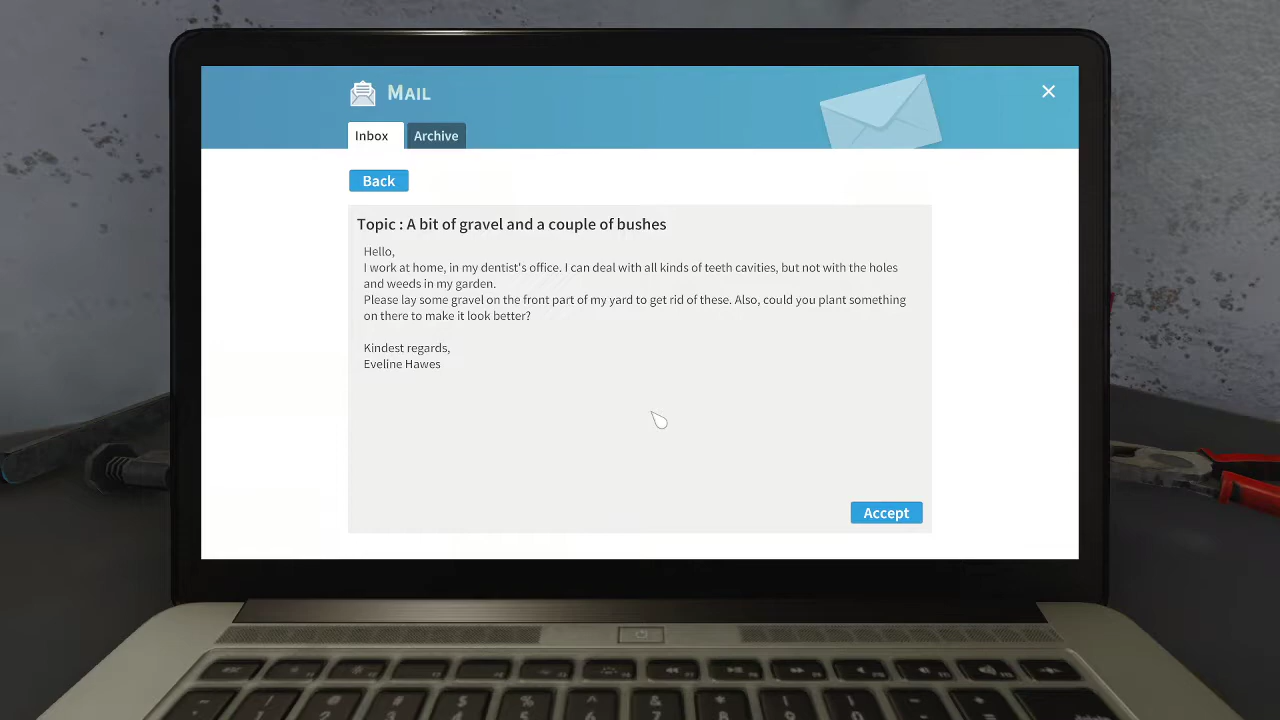 MAIL
Inbox
Archive
Back
Topic : A bit of gravel and a couple of bushes
Hello,
I work at home, in my dentist's office. I can deal with all kinds of teeth cavities, but not with the holes
and weeds in my garden.
Please lay some gravel on the front part of my yard to get rid of these. Also, could you plant something
on there to make it look better?
Kindest regards,
Eveline Hawes
Accept